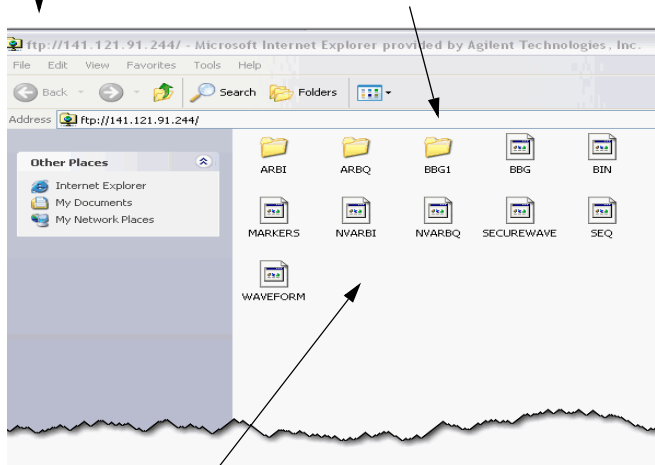 ftp://141.121.91.244/ - Microsoft Internet Explorer provided by Agilent Technologies, Inc.
File Edit View Favorites Tools Help
Back Search Folders
Address ftp://141.121.91.244/
Other Places
Internet Explorer
My Documents
My Network Places
ARBI ARBQ BBG1 BBG BIN
MARKERS NVARBI NVARBQ SECUREWAVE SEQ
WAVEFORM